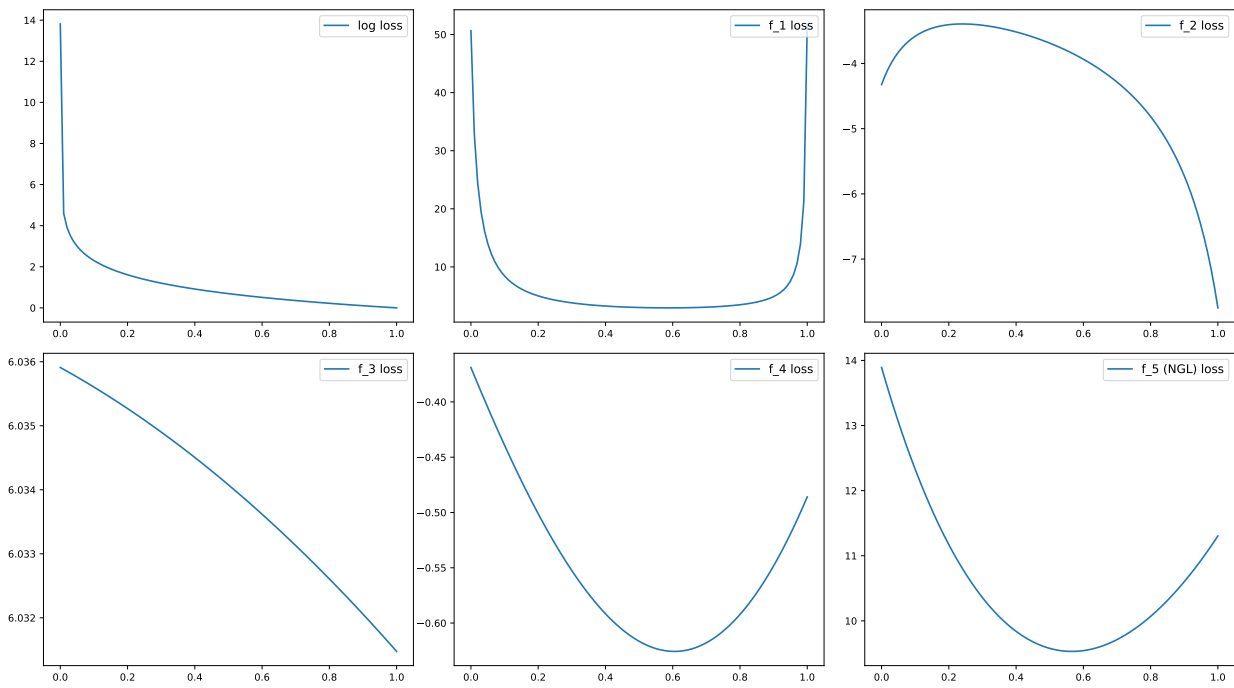 log loss
14
12
10
8
6
4
2
0
0.0 0.2 0.4 0.6 0.8 1.0
f_1 loss
50
40
30
20
10
0.0 0.2 0.4 0.6 0.8 1.0
f_2 loss
−4
−5
−6
−7
0.0 0.2 0.4 0.6 0.8 1.0
f_3 loss
6.036
6.035
6.034
6.033
6.032
0.0 0.2 0.4 0.6 0.8 1.0
f_4 loss
−0.40
−0.45
−0.50
−0.55
−0.60
0.0 0.2 0.4 0.6 0.8 1.0
f_5 (NGL) loss
14
13
12
11
10
0.0 0.2 0.4 0.6 0.8 1.0